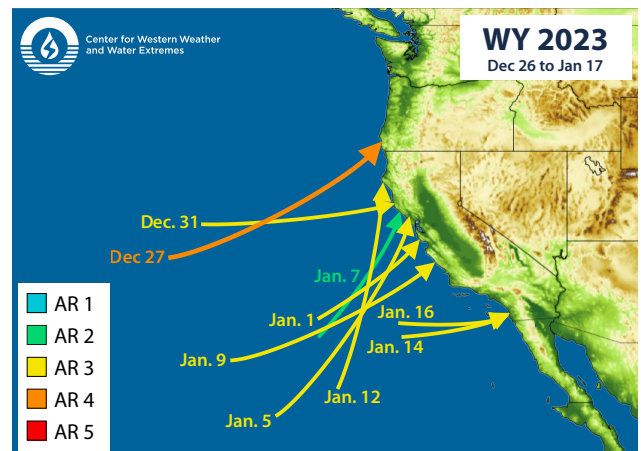 Center for Western Weather
and Water Extremes
WY 2023
Dec 26 to Jan 17
Dec. 31
Dec 27
Jan. 7
Jan. 1
Jan. 16
Jan. 14
Jan. 9
Jan. 12
Jan. 5
AR 1
AR 2
AR 3
AR 4
AR 5